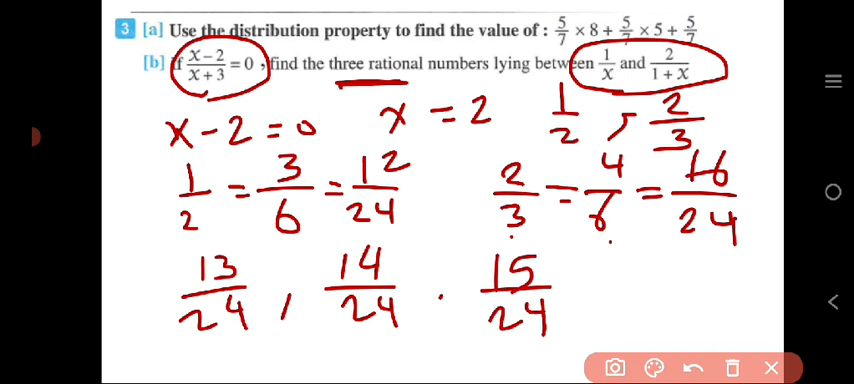 3 [a] Use the distribution property to find the value of : 5/7 × 8 + 5/7 × 5 + 5/7
[b] If x − 2 / x + 3 = 0 , find the three rational numbers lying between 1/x and 2 / 1 + x
x − 2 = 0 x = 2 1/2 , 2/3
1/2 = 3/6 = 12/24 2/3 = 4/6 = 16/24
13/24 , 14/24 . 15/24